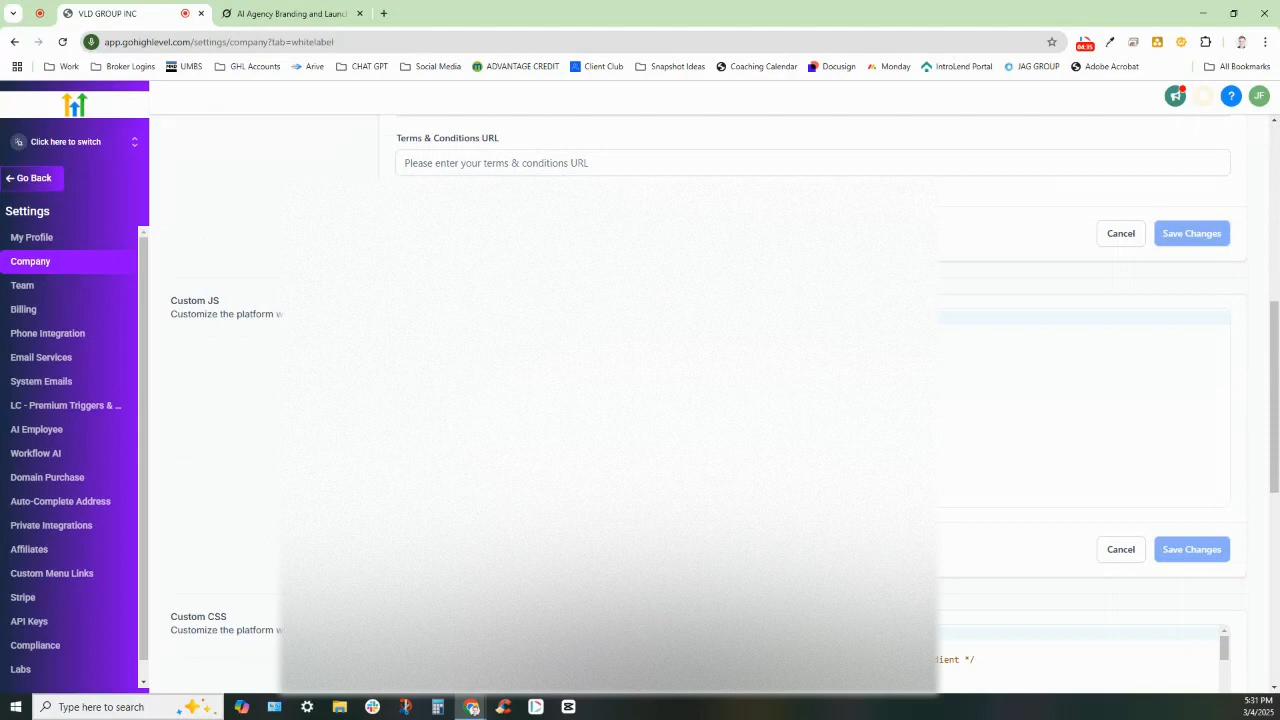 VLD GROUP INC
AI Agency Branding and Laun
app.gohighlevel.com/settings/company?tab=whitelabel
04:35
Work
Broker Logins
UMBS
GHL Accounts
Arive
CHAT GPT
Social Media
ADVANTAGE CREDIT
Client Club
Snapshot Ideas
Coaching Calendar
Docusign
Monday
IntroLend Portal
JAG GROUP
Adobe Acrobat
All Bookmarks
JF
Click here to switch
Go Back
Settings
My Profile
Company
Team
Billing
Phone Integration
Email Services
System Emails
LC - Premium Triggers & ...
AI Employee
Workflow AI
Domain Purchase
Auto-Complete Address
Private Integrations
Affiliates
Custom Menu Links
Stripe
API Keys
Compliance
Labs
Terms & Conditions URL
Please enter your terms & conditions URL
Cancel
Save Changes
Custom JS
Customize the platform w
Cancel
Save Changes
Custom CSS
Customize the platform w
dient */
Type here to search
5:31 PM
3/4/2025